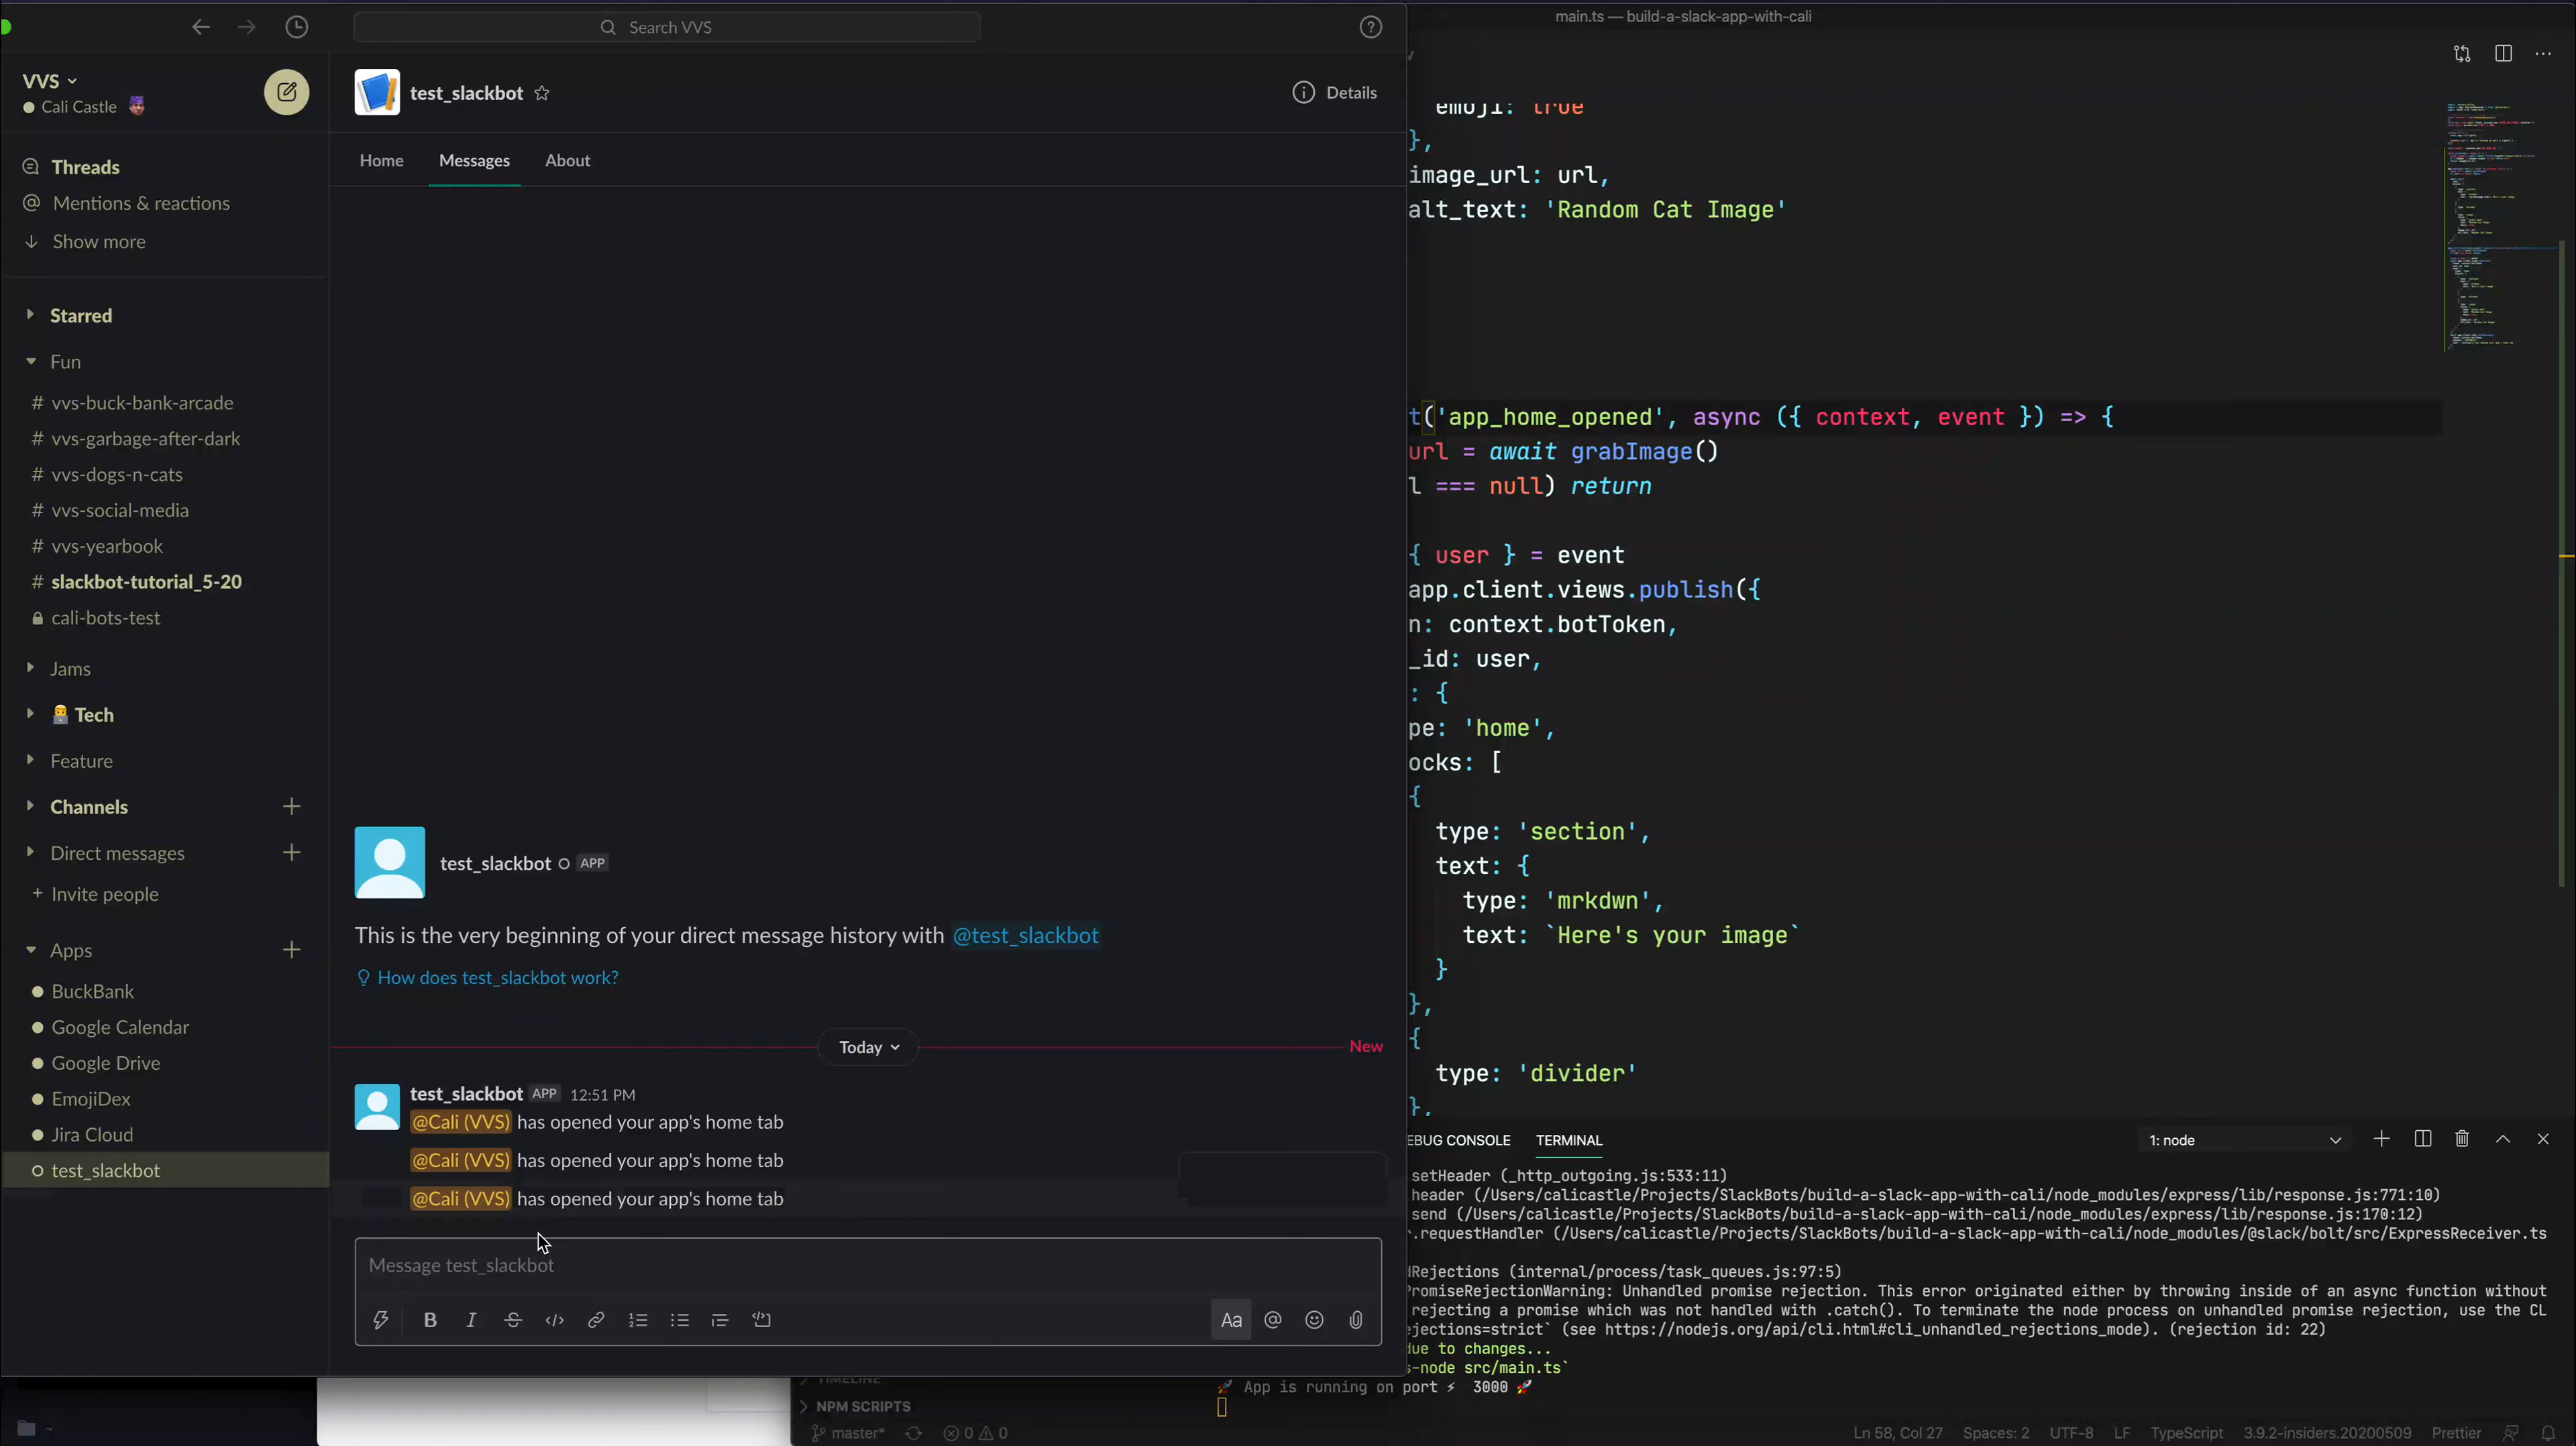 Search VVS
VVS
Cali Castle
Threads
Mentions & reactions
Show more
Starred
Fun
# vvs-buck-bank-arcade
# vvs-garbage-after-dark
# vvs-dogs-n-cats
# vvs-social-media
# vvs-yearbook
# slackbot-tutorial_5-20
cali-bots-test
Jams
Tech
Feature
Channels +
Direct messages +
+ Invite people
Apps +
BuckBank
Google Calendar
Google Drive
EmojiDex
Jira Cloud
test_slackbot
test_slackbot
Details
Home Messages About
test_slackbot APP
This is the very beginning of your direct message history with @test_slackbot
How does test_slackbot work?
Today
New
test_slackbot APP 12:51 PM
@Cali (VVS) has opened your app's home tab
@Cali (VVS) has opened your app's home tab
@Cali (VVS) has opened your app's home tab
Message test_slackbot
B I S </> Aa @
main.ts — build-a-slack-app-with-cali
emoji: true
},
image_url: url,
alt_text: 'Random Cat Image'
t('app_home_opened', async ({ context, event }) => {
url = await grabImage()
l === null) return
{ user } = event
app.client.views.publish({
n: context.botToken,
_id: user,
: {
pe: 'home',
ocks: [
{
type: 'section',
text: {
type: 'mrkdwn',
text: `Here's your image`
}
},
{
type: 'divider'
},
EBUG CONSOLE TERMINAL 1: node
setHeader (_http_outgoing.js:533:11)
header (/Users/calicastle/Projects/SlackBots/build-a-slack-app-with-cali/node_modules/express/lib/response.js:771:10)
send (/Users/calicastle/Projects/SlackBots/build-a-slack-app-with-cali/node_modules/express/lib/response.js:170:12)
.requestHandler (/Users/calicastle/Projects/SlackBots/build-a-slack-app-with-cali/node_modules/@slack/bolt/src/ExpressReceiver.ts
dRejections (internal/process/task_queues.js:97:5)
PromiseRejectionWarning: Unhandled promise rejection. This error originated either by throwing inside of an async function without
rejecting a promise which was not handled with .catch(). To terminate the node process on unhandled promise rejection, use the CL
ejections=strict` (see https://nodejs.org/api/cli.html#cli_unhandled_rejections_mode). (rejection id: 22)
due to changes...
s-node src/main.ts`
🚀 App is running on port ⚡ 3000 🚀
TIMELINE
NPM SCRIPTS
~
master* 0 0
Ln 58, Col 27 Spaces: 2 UTF-8 LF TypeScript 3.9.2-insiders.20200509 Prettier